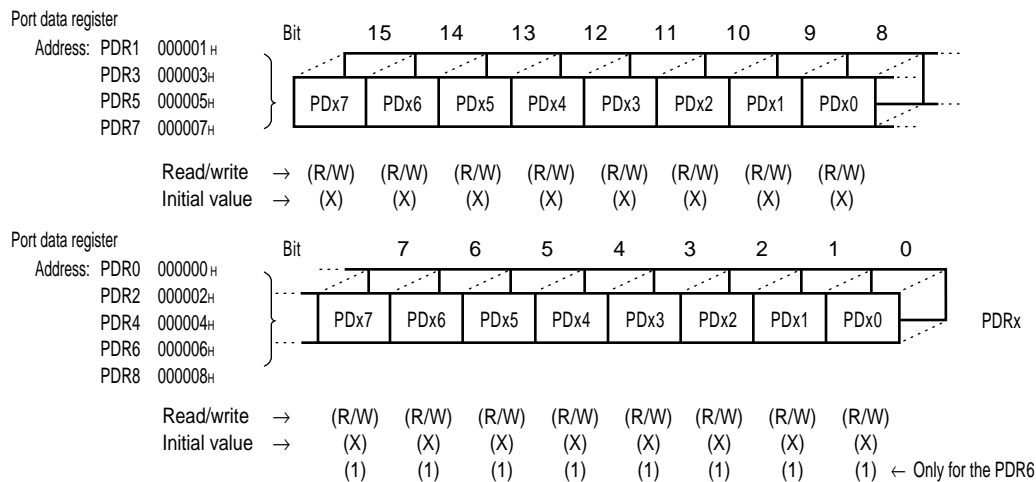 Port data register
Bit 15 14 13 12 11 10 9 8
Address: PDR1 000001H
PDR3 000003H
PDR5 000005H
PDR7 000007H
PDx7 PDx6 PDx5 PDx4 PDx3 PDx2 PDx1 PDx0
Read/write → (R/W) (R/W) (R/W) (R/W) (R/W) (R/W) (R/W) (R/W)
Initial value → (X) (X) (X) (X) (X) (X) (X) (X)
Port data register
Bit 7 6 5 4 3 2 1 0
Address: PDR0 000000H
PDR2 000002H
PDR4 000004H
PDR6 000006H
PDR8 000008H
PDx7 PDx6 PDx5 PDx4 PDx3 PDx2 PDx1 PDx0 PDRx
Read/write → (R/W) (R/W) (R/W) (R/W) (R/W) (R/W) (R/W) (R/W)
Initial value → (X) (X) (X) (X) (X) (X) (X) (X)
(1) (1) (1) (1) (1) (1) (1) (1) ← Only for the PDR6